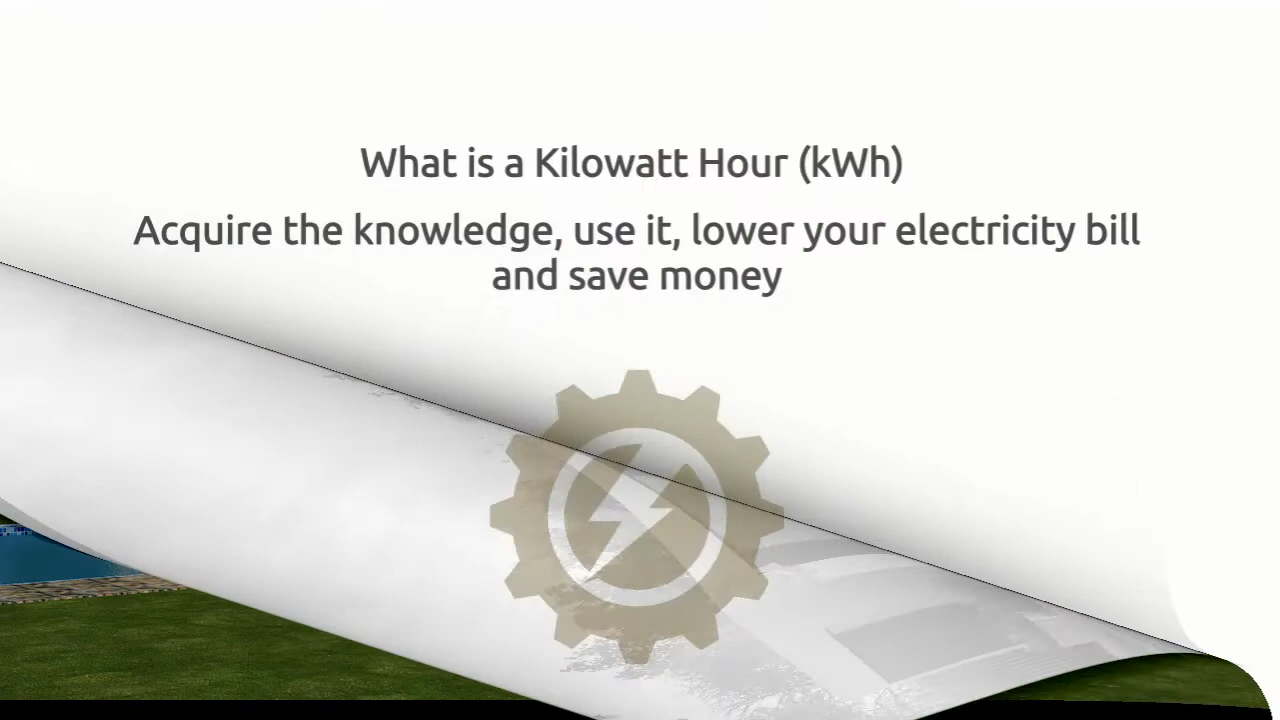 What is a Kilowatt Hour (kWh)
Acquire the knowledge, use it, lower your electricity bill
and save money